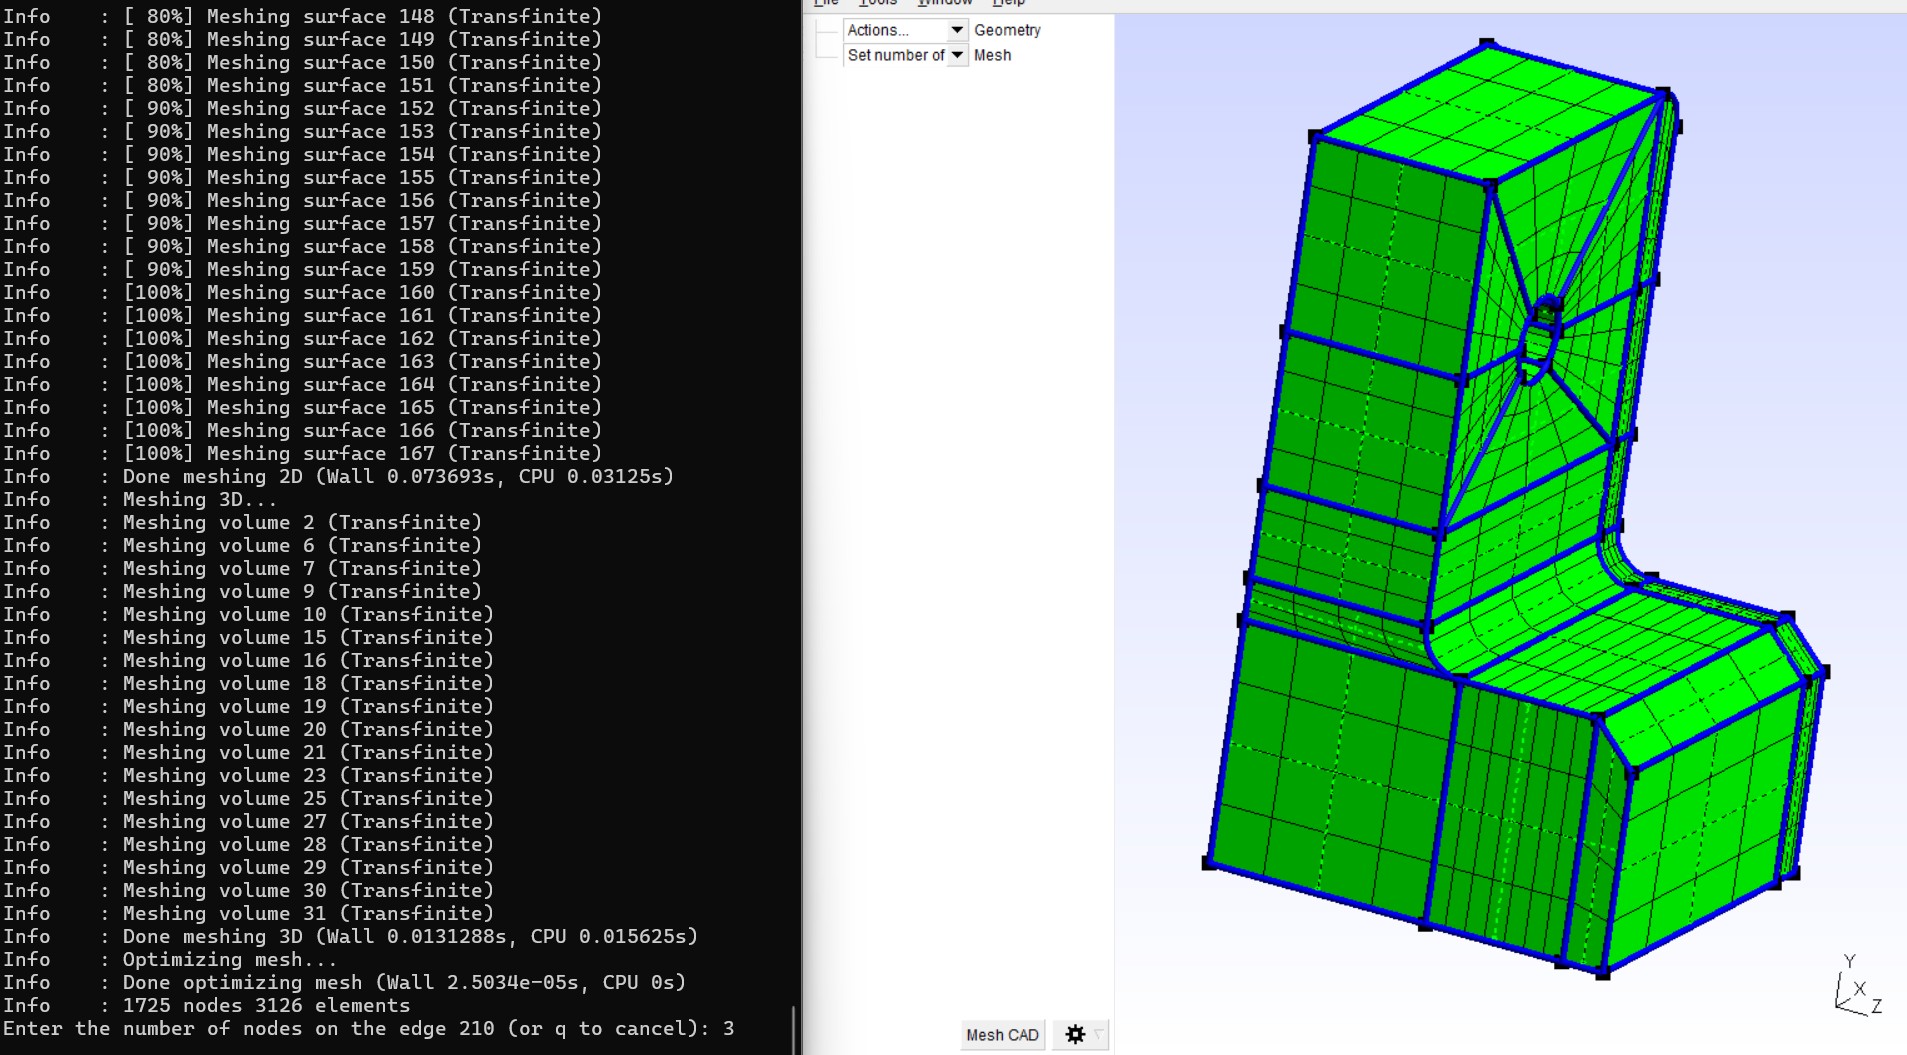 Info    : [ 80%] Meshing surface 148 (Transfinite)
Info    : [ 80%] Meshing surface 149 (Transfinite)
Info    : [ 80%] Meshing surface 150 (Transfinite)
Info    : [ 80%] Meshing surface 151 (Transfinite)
Info    : [ 90%] Meshing surface 152 (Transfinite)
Info    : [ 90%] Meshing surface 153 (Transfinite)
Info    : [ 90%] Meshing surface 154 (Transfinite)
Info    : [ 90%] Meshing surface 155 (Transfinite)
Info    : [ 90%] Meshing surface 156 (Transfinite)
Info    : [ 90%] Meshing surface 157 (Transfinite)
Info    : [ 90%] Meshing surface 158 (Transfinite)
Info    : [ 90%] Meshing surface 159 (Transfinite)
Info    : [100%] Meshing surface 160 (Transfinite)
Info    : [100%] Meshing surface 161 (Transfinite)
Info    : [100%] Meshing surface 162 (Transfinite)
Info    : [100%] Meshing surface 163 (Transfinite)
Info    : [100%] Meshing surface 164 (Transfinite)
Info    : [100%] Meshing surface 165 (Transfinite)
Info    : [100%] Meshing surface 166 (Transfinite)
Info    : [100%] Meshing surface 167 (Transfinite)
Info    : Done meshing 2D (Wall 0.073693s, CPU 0.03125s)
Info    : Meshing 3D...
Info    : Meshing volume 2 (Transfinite)
Info    : Meshing volume 6 (Transfinite)
Info    : Meshing volume 7 (Transfinite)
Info    : Meshing volume 9 (Transfinite)
Info    : Meshing volume 10 (Transfinite)
Info    : Meshing volume 15 (Transfinite)
Info    : Meshing volume 16 (Transfinite)
Info    : Meshing volume 18 (Transfinite)
Info    : Meshing volume 19 (Transfinite)
Info    : Meshing volume 20 (Transfinite)
Info    : Meshing volume 21 (Transfinite)
Info    : Meshing volume 23 (Transfinite)
Info    : Meshing volume 25 (Transfinite)
Info    : Meshing volume 27 (Transfinite)
Info    : Meshing volume 28 (Transfinite)
Info    : Meshing volume 29 (Transfinite)
Info    : Meshing volume 30 (Transfinite)
Info    : Meshing volume 31 (Transfinite)
Info    : Done meshing 3D (Wall 0.0131288s, CPU 0.015625s)
Info    : Optimizing mesh...
Info    : Done optimizing mesh (Wall 2.5034e-05s, CPU 0s)
Info    : 1725 nodes 3126 elements
Enter the number of nodes on the edge 210 (or q to cancel): 3
File Tools Window Help
Actions... Geometry
Set number of Mesh
Mesh CAD
Y
X
Z